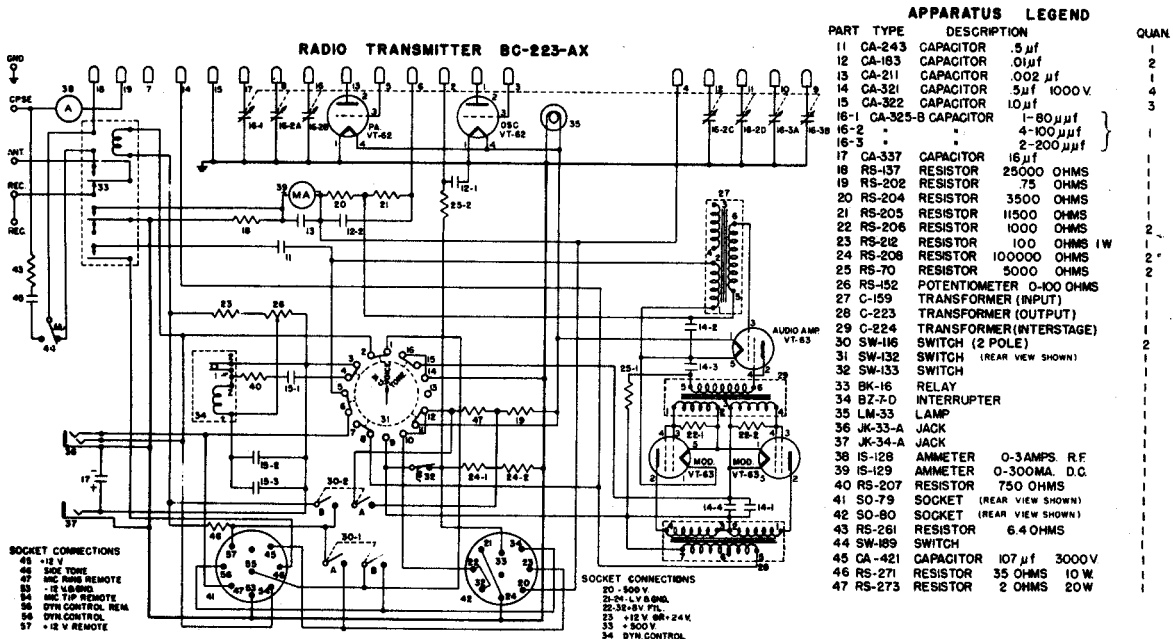 RADIO TRANSMITTER BC-223-AX
GND
CPSE
ANT.
REC.
REC.
APPARATUS LEGEND
PART TYPE DESCRIPTION QUAN.
11 CA-243 CAPACITOR .5 µf 1
12 CA-183 CAPACITOR .01 µf 2
13 CA-211 CAPACITOR .002 µf 1
14 CA-321 CAPACITOR .5 µf 1000 V. 4
15 CA-322 CAPACITOR 1.0 µf 3
16-1 CA-325-B CAPACITOR 1-80 µµf
16-2 " " 4-100 µµf 1
16-3 " " 2-200 µµf
17 CA-337 CAPACITOR 16 µf 1
18 RS-137 RESISTOR 25000 OHMS 1
19 RS-202 RESISTOR .75 OHMS 1
20 RS-204 RESISTOR 3500 OHMS 1
21 RS-205 RESISTOR 11500 OHMS 1
22 RS-206 RESISTOR 1000 OHMS 2
23 RS-212 RESISTOR 100 OHMS 1W 1
24 RS-208 RESISTOR 100000 OHMS 2
25 RS-70 RESISTOR 5000 OHMS 2
26 RS-152 POTENTIOMETER 0-100 OHMS 1
27 C-159 TRANSFORMER (INPUT) 1
28 C-223 TRANSFORMER (OUTPUT) 1
29 C-224 TRANSFORMER (INTERSTAGE) 1
30 SW-116 SWITCH (2 POLE) 2
31 SW-132 SWITCH (REAR VIEW SHOWN) 1
32 SW-133 SWITCH 1
33 BK-16 RELAY 1
34 BZ-7-D INTERRUPTER 1
35 LM-33 LAMP 1
36 JK-33-A JACK 1
37 JK-34-A JACK 1
38 IS-128 AMMETER 0-3 AMPS. R.F. 1
39 IS-129 AMMETER 0-300 MA. D.C. 1
40 RS-207 RESISTOR 750 OHMS 1
41 SO-79 SOCKET (REAR VIEW SHOWN) 1
42 SO-80 SOCKET (REAR VIEW SHOWN) 1
43 RS-261 RESISTOR 6.4 OHMS 1
44 SW-189 SWITCH 1
45 CA-421 CAPACITOR 107 µf 3000 V. 1
46 RS-271 RESISTOR 35 OHMS 10 W. 1
47 RS-273 RESISTOR 2 OHMS 20 W 1
PA
VT-62
OSC
VT-62
AUDIO AMP.
VT-63
MOD.
VT-63
MOD.
VT-63
TONE
SOCKET CONNECTIONS
45 +12 V
46 SIDE TONE
47 MIC RING REMOTE
53 -12 V. & GND.
54 MIC TIP REMOTE
55 DYN. CONTROL REM.
56 DYN. CONTROL
57 +12 V. REMOTE
SOCKET CONNECTIONS
20 -500 V.
21-24-LV & GND.
22-32+8V FIL.
23 +12 V. OR +24 V.
33 +500 V.
34 DYN. CONTROL